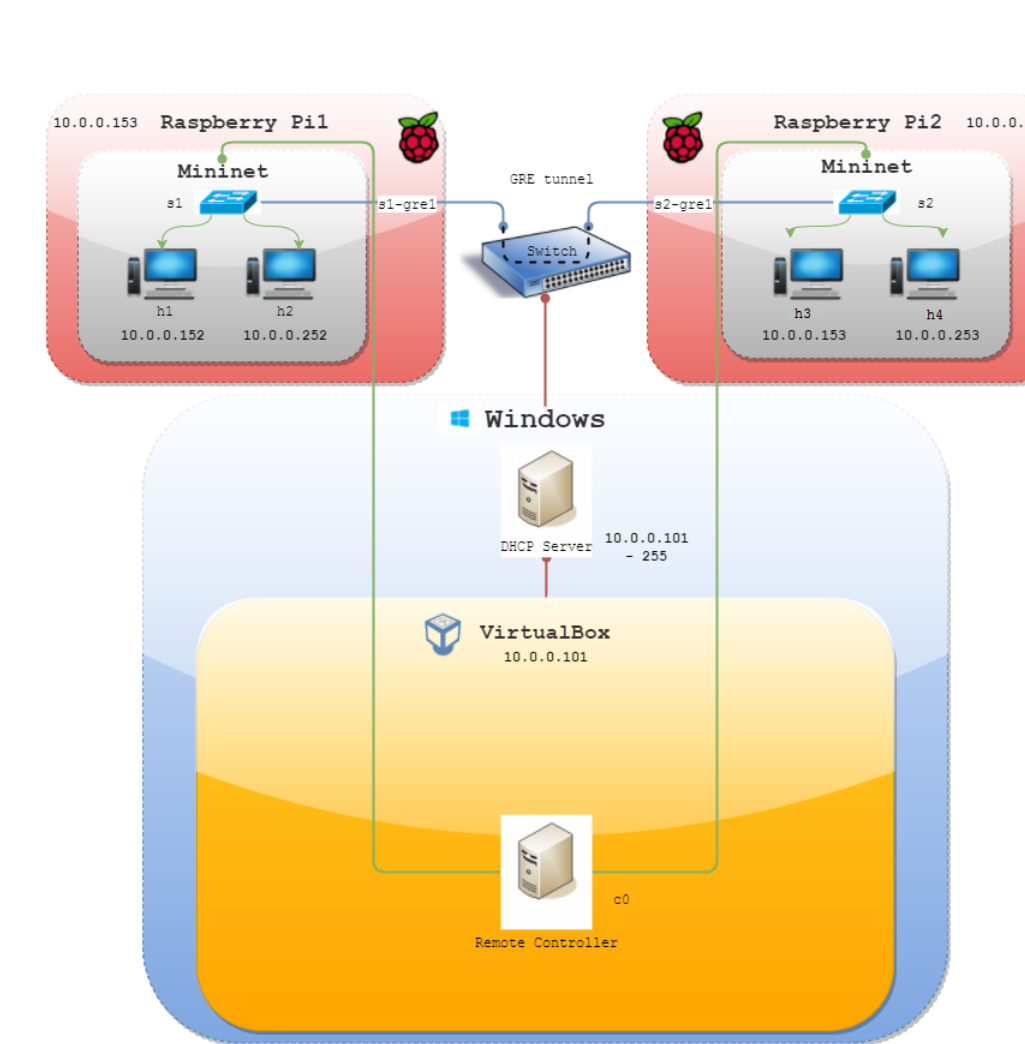 10.0.0.153 Raspberry Pi1
Mininet
s1
s1-gre1
h1
h2
10.0.0.152
10.0.0.252
GRE tunnel
Switch
Raspberry Pi2 10.0.0.
Mininet
s2-gre1
s2
h3
h4
10.0.0.153
10.0.0.253
Windows
DHCP Server
10.0.0.101
- 255
VirtualBox
10.0.0.101
c0
Remote Controller